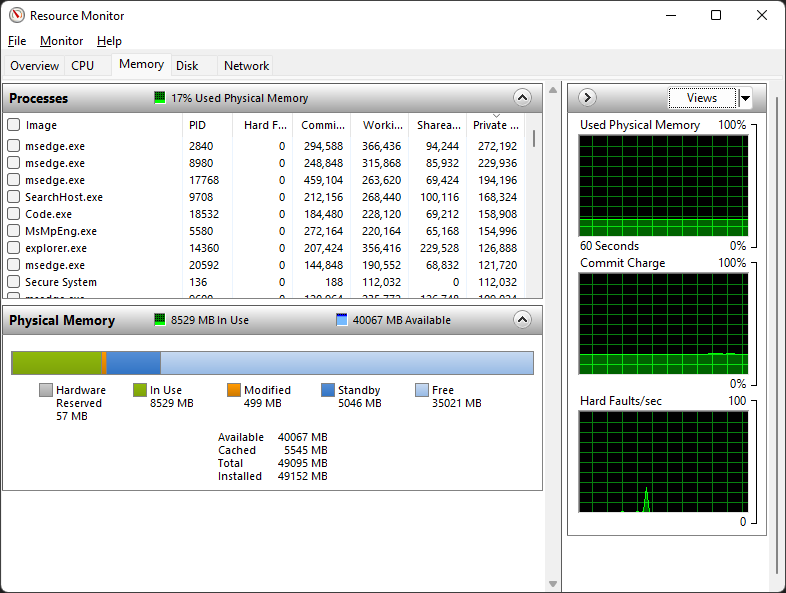 Resource Monitor
File Monitor Help
Overview CPU Memory Disk Network
Processes 17% Used Physical Memory
Image PID Hard F... Commi... Worki... Sharea... Private ...
msedge.exe 2840 0 294,588 366,436 94,244 272,192
msedge.exe 8980 0 248,848 315,868 85,932 229,936
msedge.exe 17768 0 459,104 263,620 69,424 194,196
SearchHost.exe 9708 0 212,156 268,440 100,116 168,324
Code.exe 18532 0 184,480 228,120 69,212 158,908
MsMpEng.exe 5580 0 272,164 220,164 65,168 154,996
explorer.exe 14360 0 207,424 356,416 229,528 126,888
msedge.exe 20592 0 144,848 190,552 68,832 121,720
Secure System 136 0 188 112,032 0 112,032
Physical Memory 8529 MB In Use 40067 MB Available
Hardware Reserved 57 MB
In Use 8529 MB
Modified 499 MB
Standby 5046 MB
Free 35021 MB
Available 40067 MB
Cached 5545 MB
Total 49095 MB
Installed 49152 MB
Views
Used Physical Memory 100%
60 Seconds 0%
Commit Charge 100%
0%
Hard Faults/sec 100
0